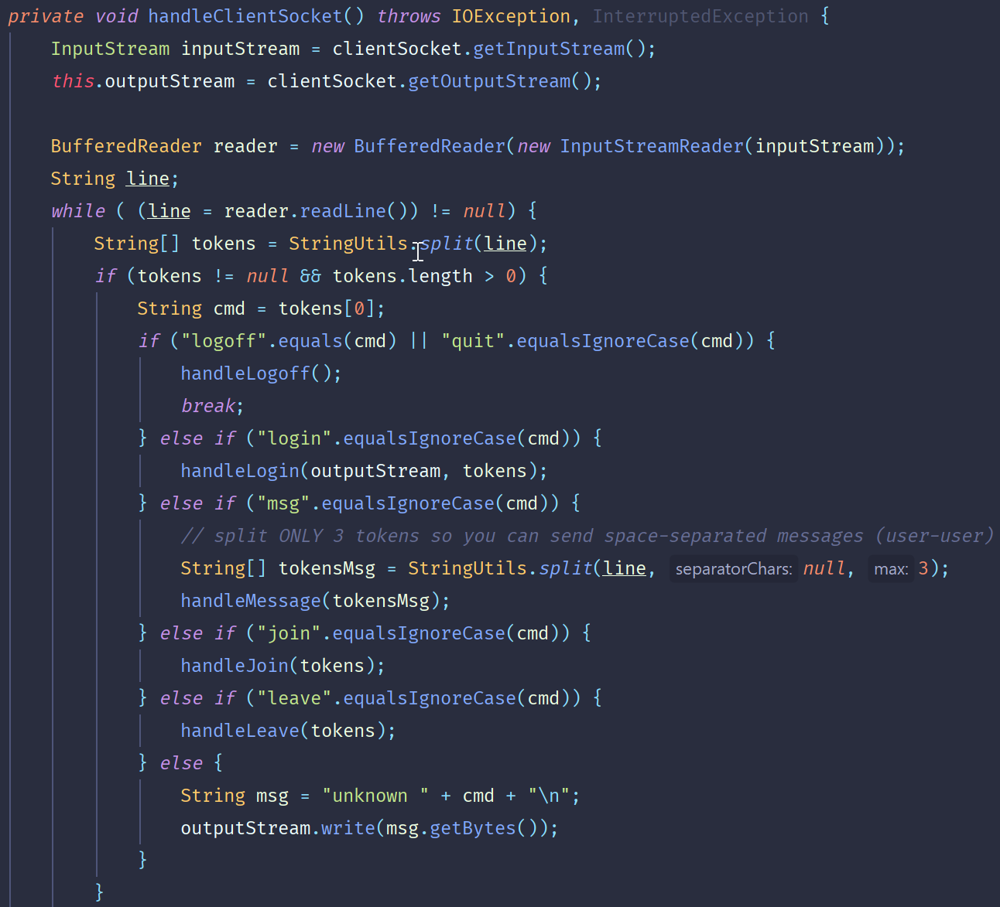 private void handleClientSocket() throws IOException, InterruptedException {
    InputStream inputStream = clientSocket.getInputStream();
    this.outputStream = clientSocket.getOutputStream();

    BufferedReader reader = new BufferedReader(new InputStreamReader(inputStream));
    String line;
    while ( (line = reader.readLine()) != null) {
        String[] tokens = StringUtils.split(line);
        if (tokens != null && tokens.length > 0) {
            String cmd = tokens[0];
            if ("logoff".equals(cmd) || "quit".equalsIgnoreCase(cmd)) {
                handleLogoff();
                break;
            } else if ("login".equalsIgnoreCase(cmd)) {
                handleLogin(outputStream, tokens);
            } else if ("msg".equalsIgnoreCase(cmd)) {
                // split ONLY 3 tokens so you can send space-separated messages (user-user)
                String[] tokensMsg = StringUtils.split(line, separatorChars: null, max: 3);
                handleMessage(tokensMsg);
            } else if ("join".equalsIgnoreCase(cmd)) {
                handleJoin(tokens);
            } else if ("leave".equalsIgnoreCase(cmd)) {
                handleLeave(tokens);
            } else {
                String msg = "unknown " + cmd + "\n";
                outputStream.write(msg.getBytes());
            }
        }